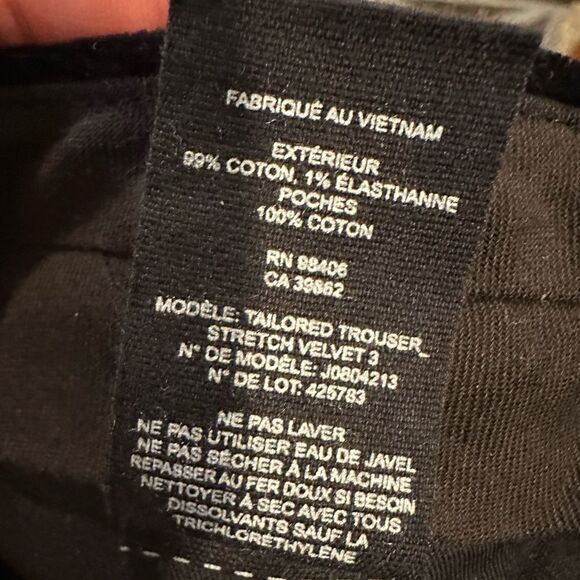 FABRIQUÉ AU VIETNAM
EXTÉRIEUR
99% COTON, 1% ÉLASTHANNE
POCHES
100% COTON
RN 88406
CA 39862
MODÈLE: TAILORED TROUSER_
STRETCH VELVET 3
N° DE MODÈLE: J0804213
N° DE LOT: 425783
NE PAS LAVER
NE PAS UTILISER EAU DE JAVEL
NE PAS SÉCHER À LA MACHINE
REPASSER AU FER DOUX SI BESOIN
NETTOYER À SEC AVEC TOUS
DISSOLVANTS SAUF LA
TRICHLORÉTHYLÈNE